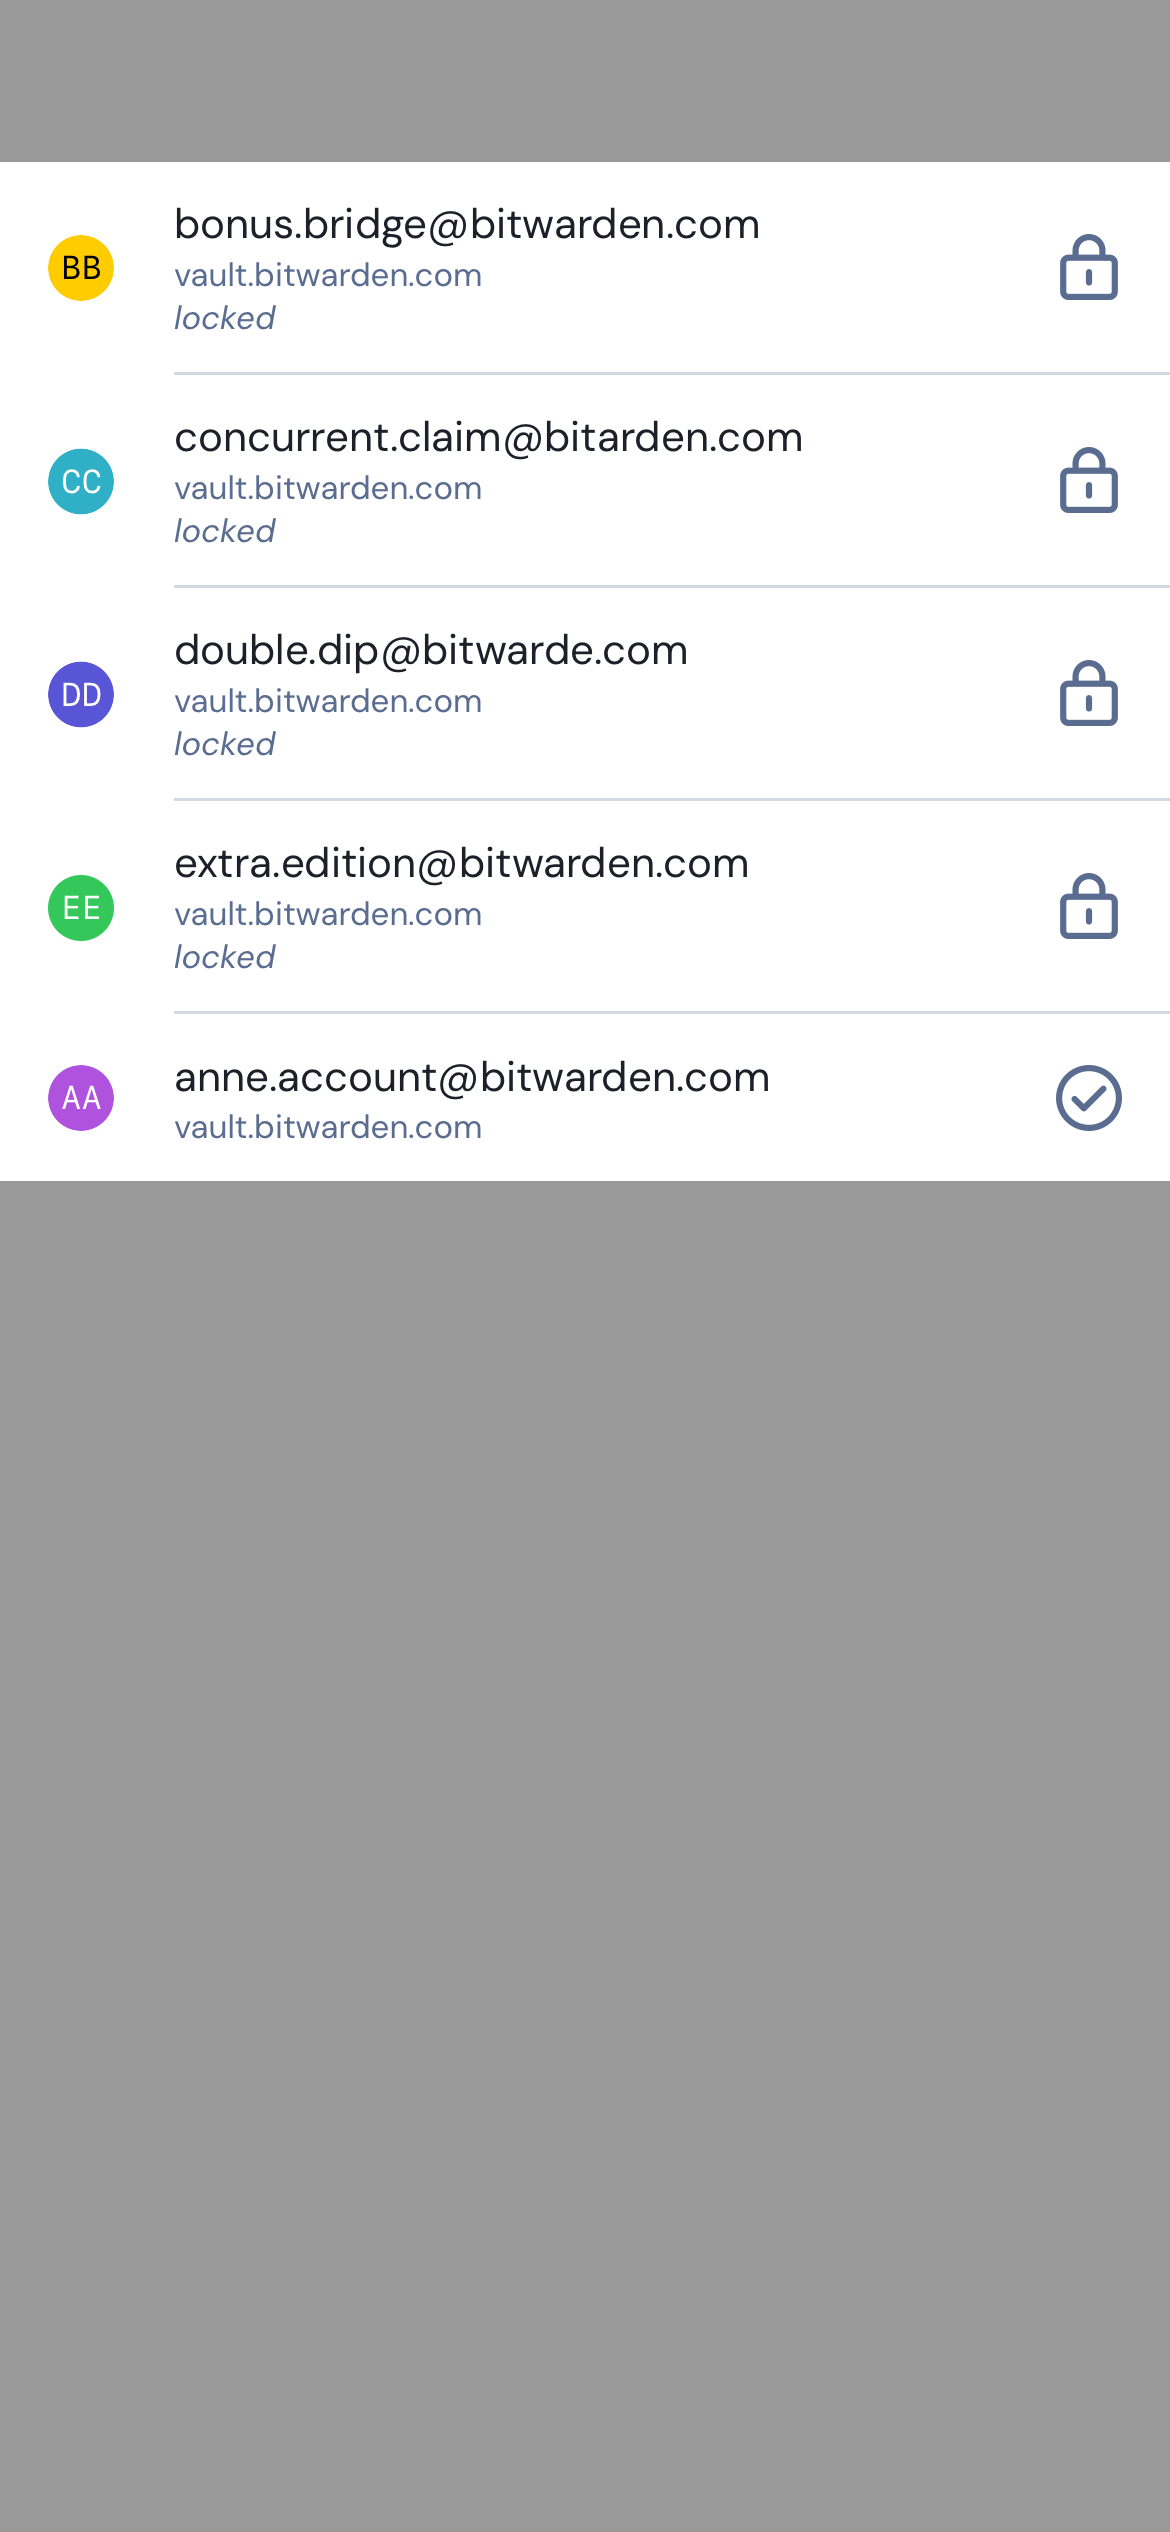 BB
bonus.bridge@bitwarden.com
vault.bitwarden.com
locked
CC
concurrent.claim@bitarden.com
vault.bitwarden.com
locked
DD
double.dip@bitwarde.com
vault.bitwarden.com
locked
EE
extra.edition@bitwarden.com
vault.bitwarden.com
locked
AA
anne.account@bitwarden.com
vault.bitwarden.com